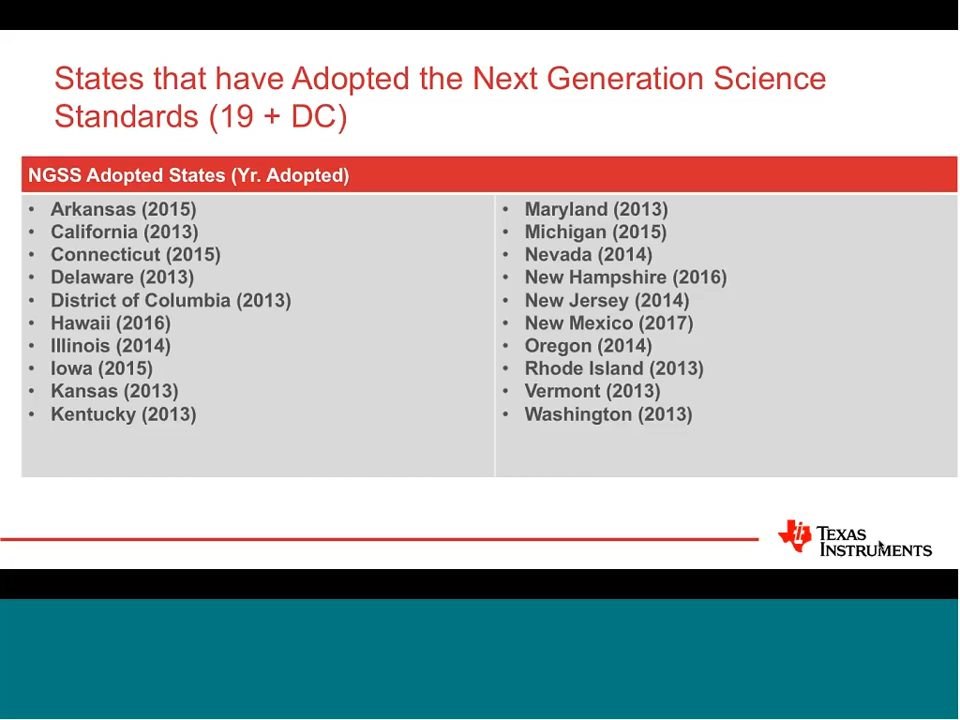 States that have Adopted the Next Generation Science
Standards (19 + DC)
NGSS Adopted States (Yr. Adopted)
• Arkansas (2015)
• California (2013)
• Connecticut (2015)
• Delaware (2013)
• District of Columbia (2013)
• Hawaii (2016)
• Illinois (2014)
• Iowa (2015)
• Kansas (2013)
• Kentucky (2013)
• Maryland (2013)
• Michigan (2015)
• Nevada (2014)
• New Hampshire (2016)
• New Jersey (2014)
• New Mexico (2017)
• Oregon (2014)
• Rhode Island (2013)
• Vermont (2013)
• Washington (2013)
TEXAS
INSTRUMENTS